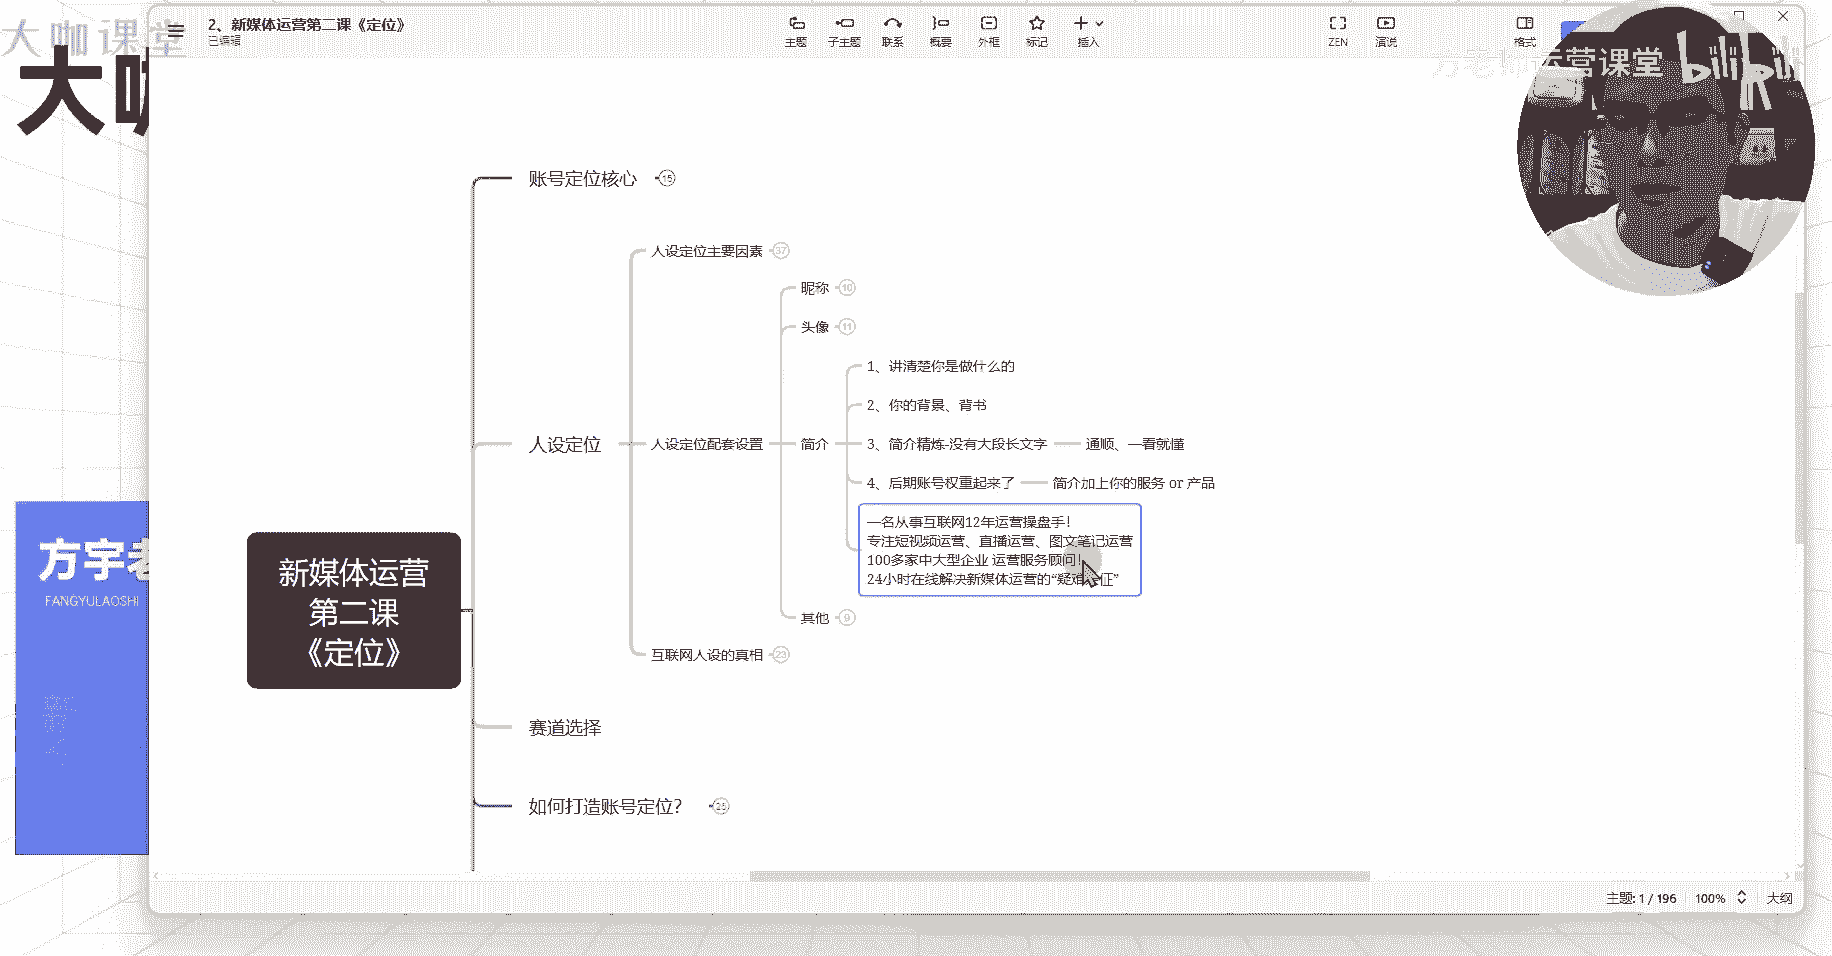 大咖课堂
大咖
2、新媒体运营第二课《定位》
已编辑
主题
子主题
联系
概要
外框
标记
插入
ZEN
演说
格式
方老师运营课堂
bilibili
账号定位核心
15
人设定位主要因素
37
昵称
10
头像
11
1、讲清楚你是做什么的
2、你的背景、背书
人设定位
人设定位配套设置
简介
3、简介精炼-没有大段长文字
通顺、一看就懂
4、后期账号权重起来了
简介加上你的服务 or 产品
一名从事互联网12年运营操盘手!
专注短视频运营、直播运营、图文笔记运营
100多家中大型企业 运营服务顾问!
24小时在线解决新媒体运营的“疑难 证”
其他
9
互联网人设的真相
23
新媒体运营
第二课
《定位》
赛道选择
如何打造账号定位?
方宇老
FANGYULAOSHI
主题: 1 / 196
100%
大纲